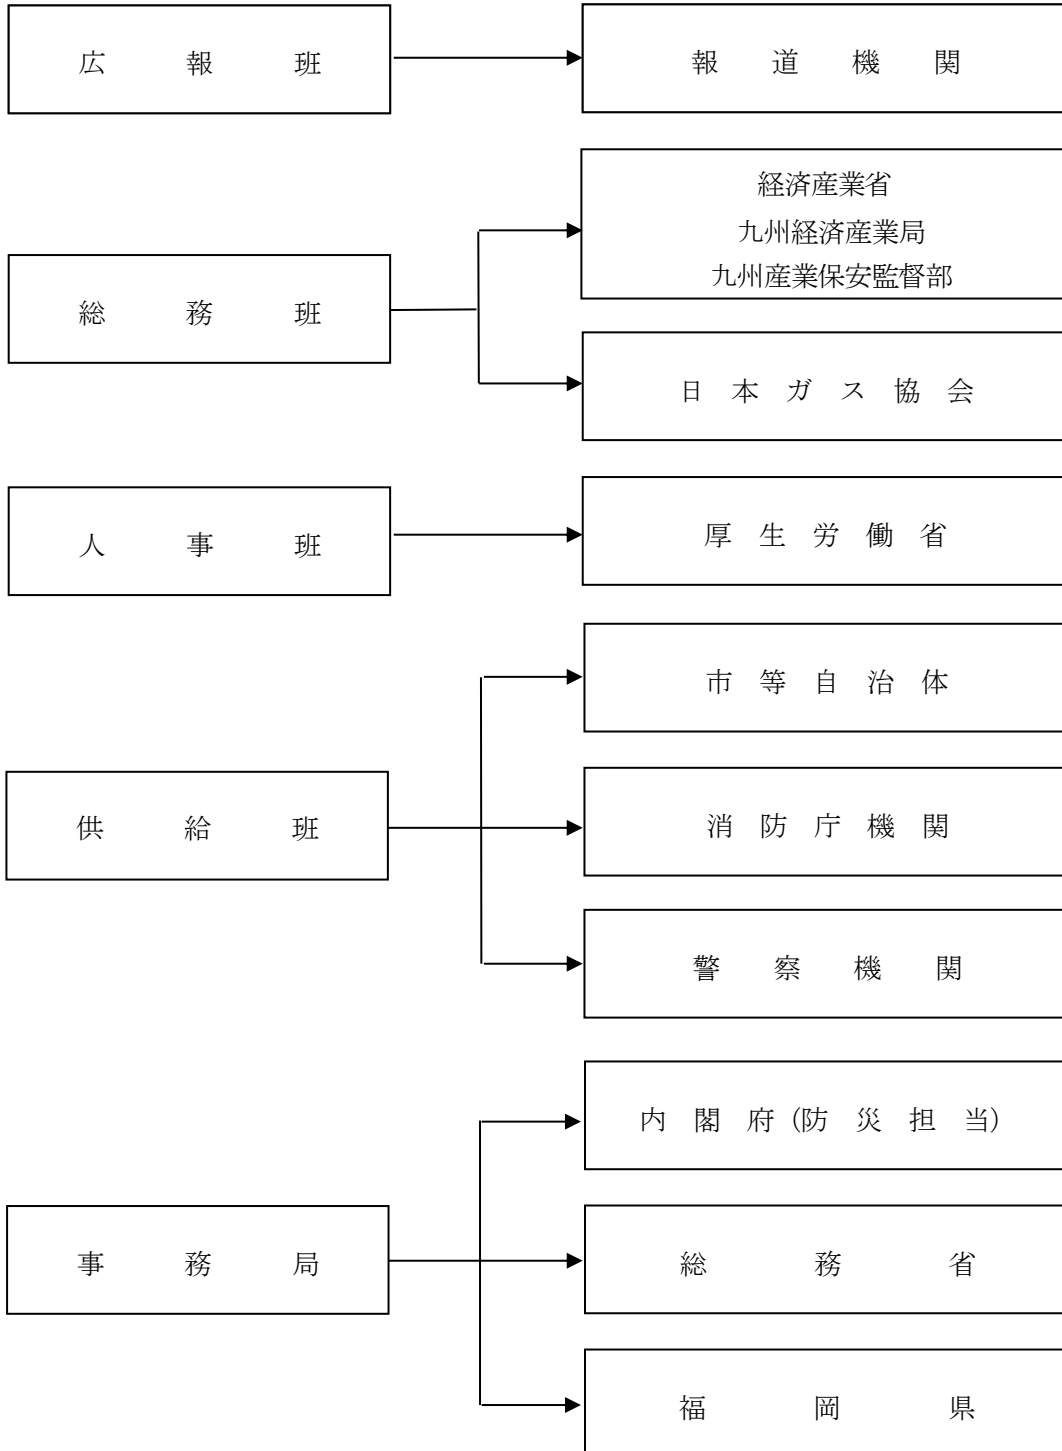 広報班
報道機関
経済産業省
九州経済産業局
九州産業保安監督部
総務班
日本ガス協会
人事班
厚生労働省
市等自治体
供給班
消防庁機関
警察機関
内閣府(防災担当)
事務局
総務省
福岡県